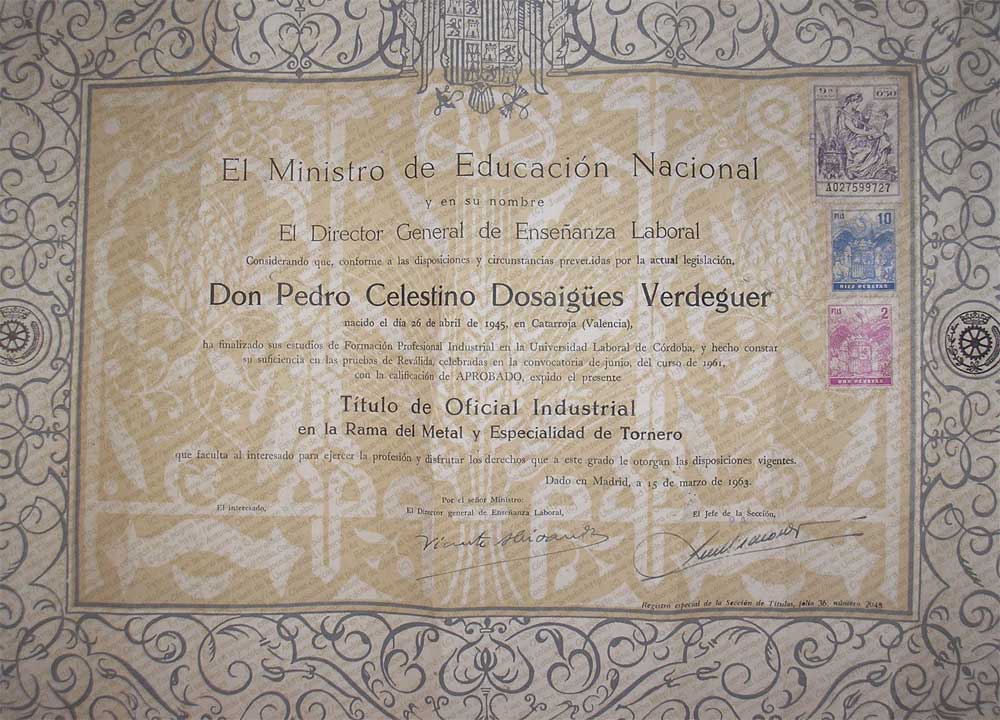 El Ministro de Educación Nacional
y en su nombre
El Director General de Enseñanza Laboral
Considerando que, conforme a las disposiciones y circunstancias prevenidas por la actual legislación,
Don Pedro Celestino Dosaigües Verdeguer
nacido el día 26 de abril de 1945, en Catarroja (Valencia),
ha finalizado sus estudios de Formación Profesional Industrial en la Universidad Laboral de Córdoba, y hecho constar
su suficiencia en las pruebas de Reválida, celebradas en la convocatoria de junio, del curso de 1961,
con la calificación de APROBADO, expido el presente
Título de Oficial Industrial
en la Rama del Metal y Especialidad de Tornero
que faculta al interesado para ejercer la profesión y disfrutar los derechos que a este grado le otorgan las disposiciones vigentes.
Dado en Madrid, a 15 de marzo de 1963.
El interesado,
Por el señor Ministro:
El Director general de Enseñanza Laboral,
El Jefe de la Sección,
Vicente
Registro especial de la Sección de Títulos, folio 38, número 2048
0'50
A027599727
PTAS 10
DIEZ PESETAS
PTAS 2
DOS PESETAS